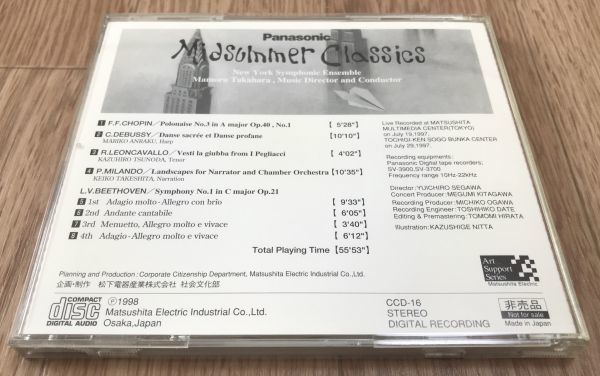 Panasonic
Midsummer Classics
New York Symphonic Ensemble
Mamoru Takahara , Music Director and Conductor
1 F.F.CHOPIN／Polonaise No.3 in A major Op.40 , No.1 【 5'28"】
2 C.DEBUSSY／Danse sacrée et Danse profane 【10'10"】
MARIKO ANRAKU, Harp
3 R.LEONCAVALLO／Vesti la giubba from I Pegliacci 【 4'02"】
KAZUHIRO TSUNODA, Tenor
4 P.MILANDO／Landscapes for Narrator and Chamber Orchestra【10'35"】
KEIKO TAKESHITA, Narration
L.V.BEETHOVEN／Symphony No.1 in C major Op.21
5 1st Adagio molto-Allegro con brio 【 9'33"】
6 2nd Andante cantabile 【 6'05"】
7 3rd Menuetto, Allegro molto e vivace 【 3'40"】
8 4th Adagio-Allegro molto e vivace 【 6'12"】
Total Playing Time【55'53"】
Live Recorded at MATSUSHITA
MULTIMEDIA CENTER(TOKYO)
on July 19,1997.
TOCHIGI-KEN SOGO BUNKA CENTER
on July 29,1997.
Recording equipments :
Panasonic Digital tape recorders;
SV-3900,SV-3700
Frequency range 10Hz-22kHz
Director : YUICHIRO SEGAWA
Concert Producer : MEGUMI KITAGAWA
Recording Producer : MICHIKO OGAWA
Recording Engineer : TOSHIHIKO DATE
Editing & Premastering : TOMOMI HIRATA
Illustration : KAZUSHIGE NITTA
Planning and Production : Corporate Citizenship Department, Matsushita Electric Industrial Co.,Ltd.
企画・制作 松下電器産業株式会社 社会文化部
Art
Support
Series
Matsushita Electric
COMPACT
disc
DIGITAL AUDIO
Ⓟ1998
Matsushita Electric Industrial Co.,Ltd.
Osaka,Japan
CCD-16
STEREO
DIGITAL RECORDING
非売品
Not for sale
Made in Japan